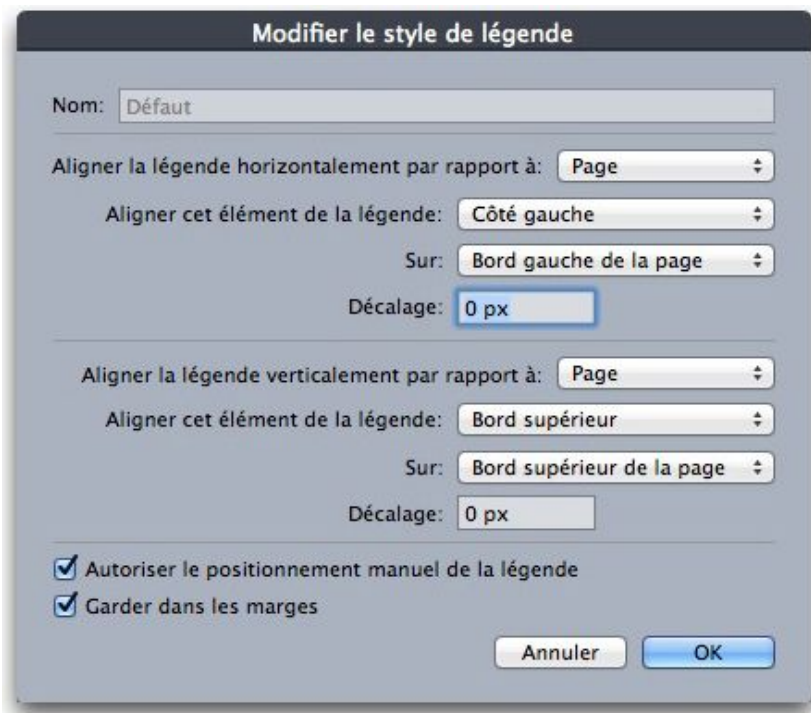 Modifier le style de légende
Nom: Défaut
Aligner la légende horizontalement par rapport à: Page
Aligner cet élément de la légende: Côté gauche
Sur: Bord gauche de la page
Décalage: 0 px
Aligner la légende verticalement par rapport à: Page
Aligner cet élément de la légende: Bord supérieur
Sur: Bord supérieur de la page
Décalage: 0 px
Autoriser le positionnement manuel de la légende
Garder dans les marges
Annuler OK